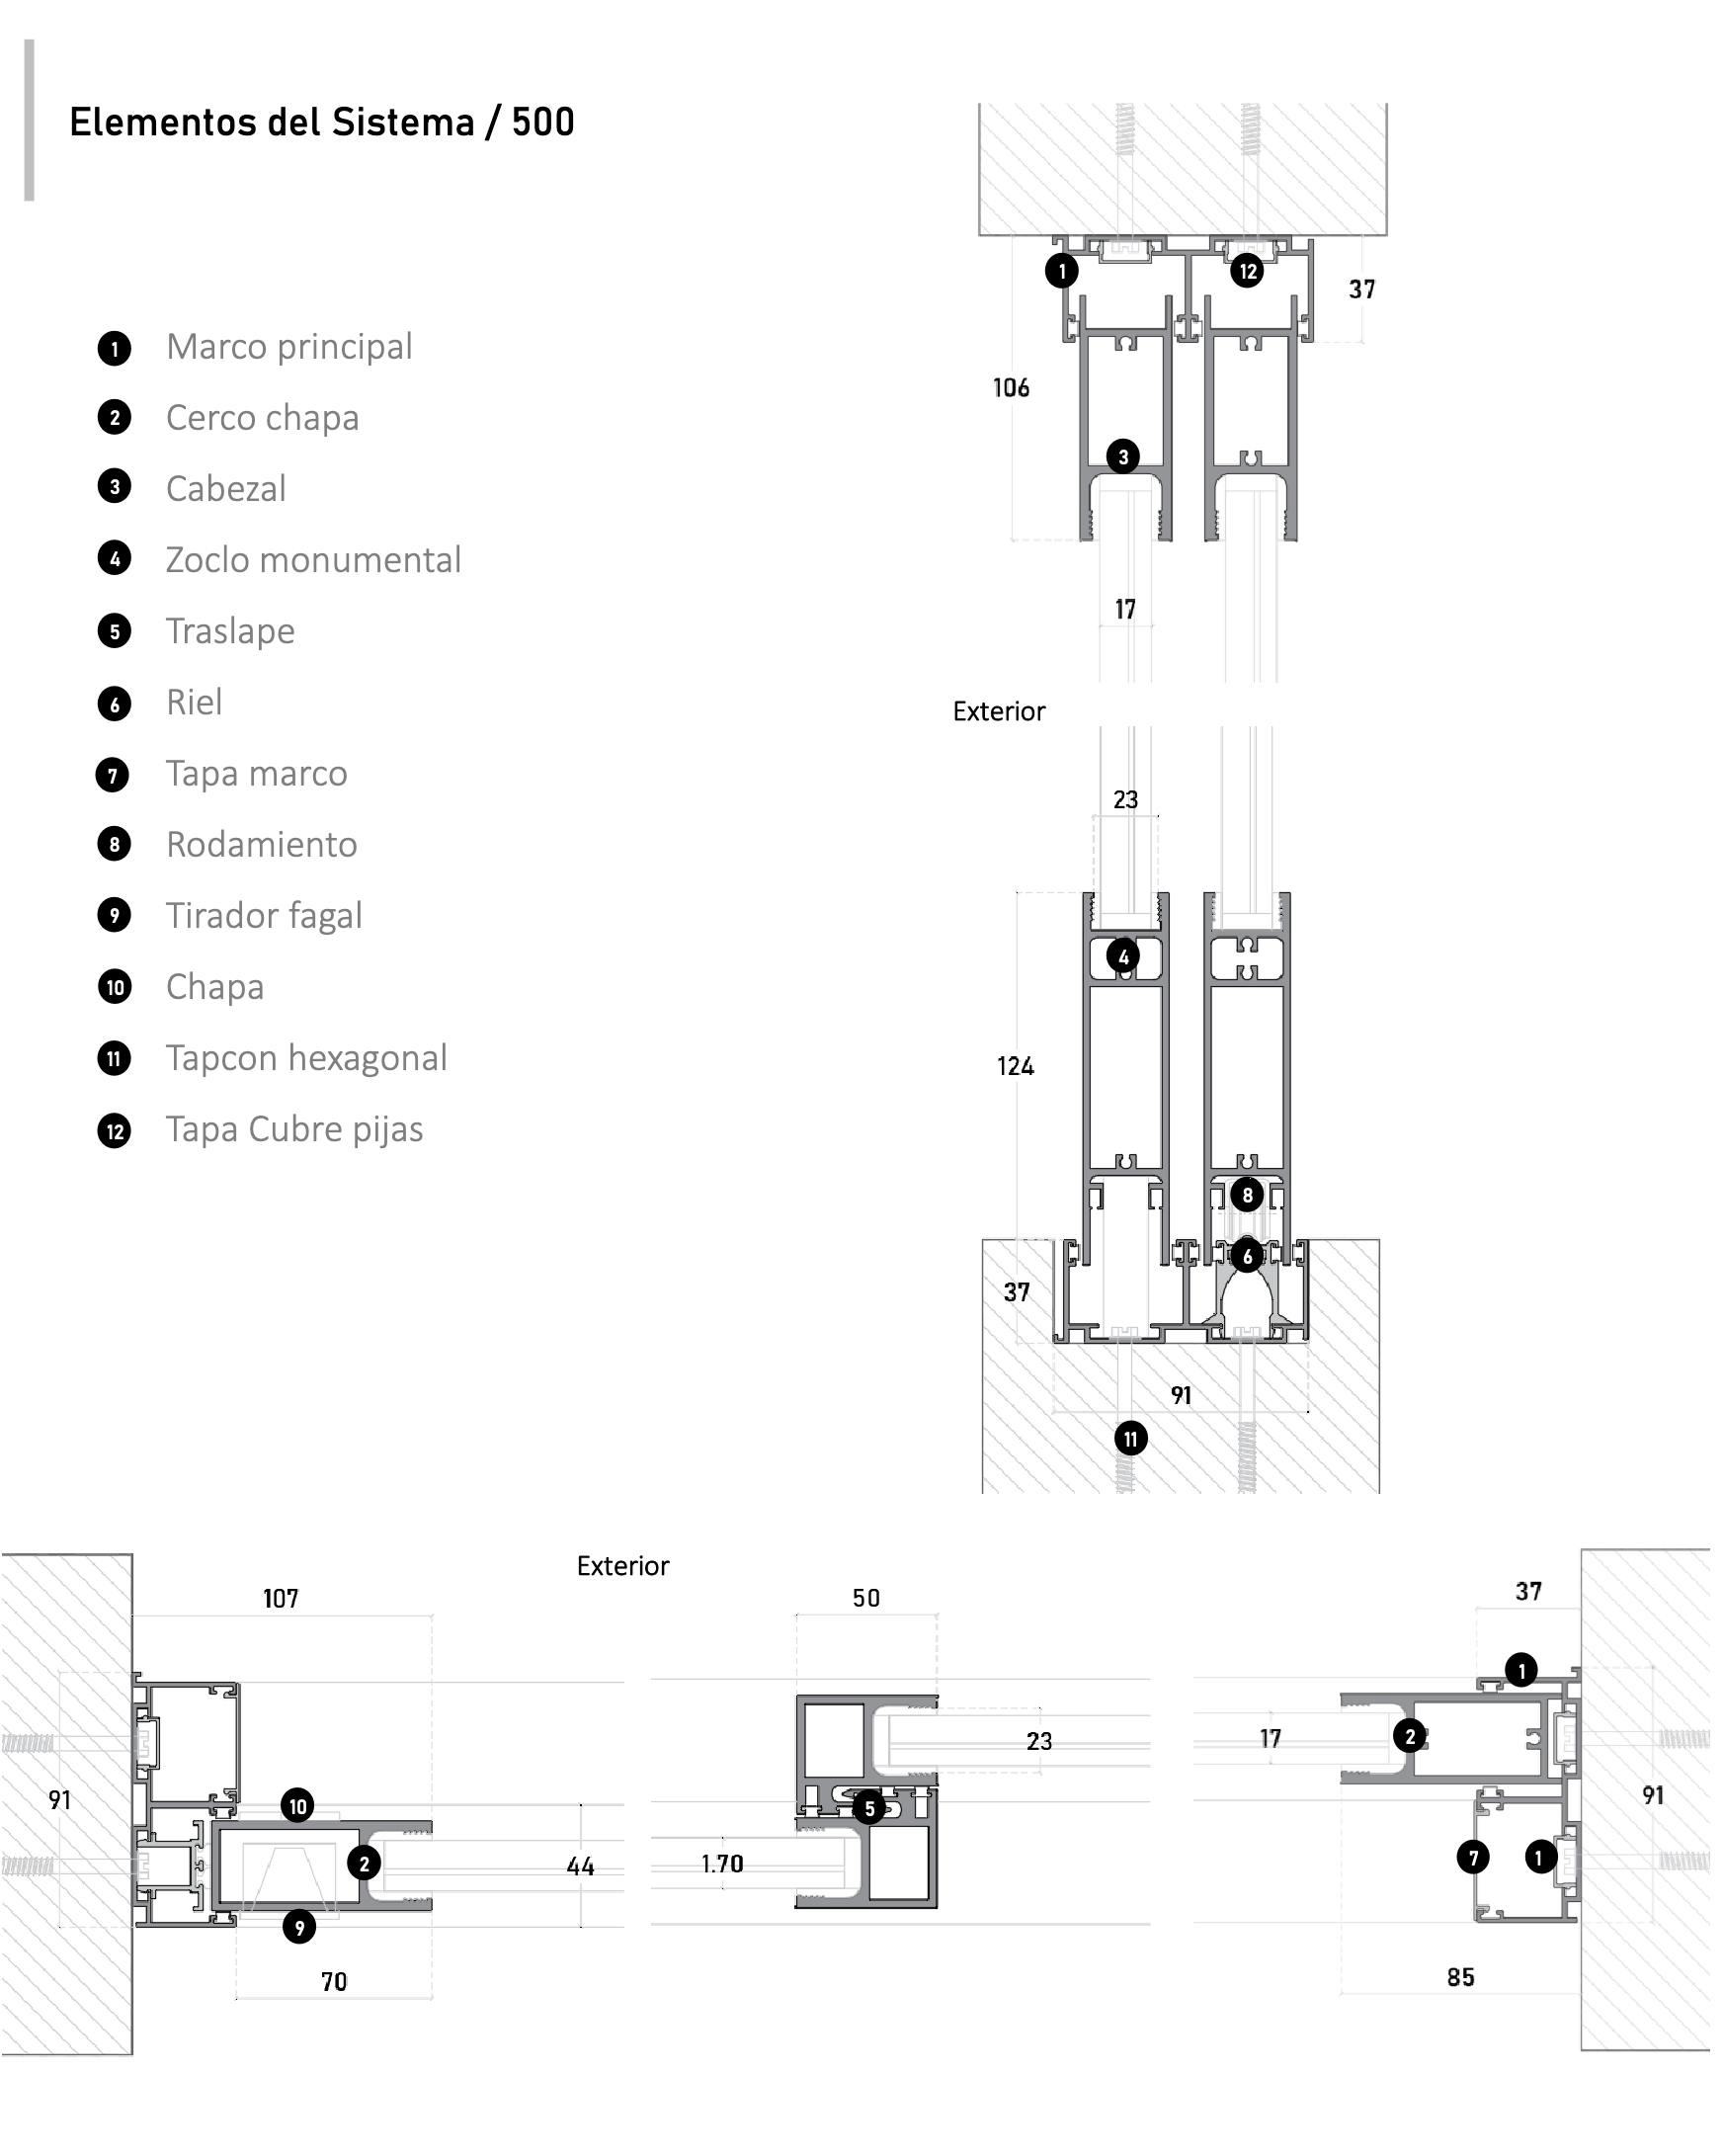 Elementos del Sistema / 500
1 Marco principal
2 Cerco chapa
3 Cabezal
4 Zoclo monumental
5 Traslape
6 Riel
7 Tapa marco
8 Rodamiento
9 Tirador fagal
10 Chapa
11 Tapcon hexagonal
12 Tapa Cubre pijas
1
12
37
106
3
17
Exterior
23
4
124
8
6
37
91
11
Exterior
107
50
37
1
23
17
2
91
10
5
91
2
44
1.70
7
1
9
70
85